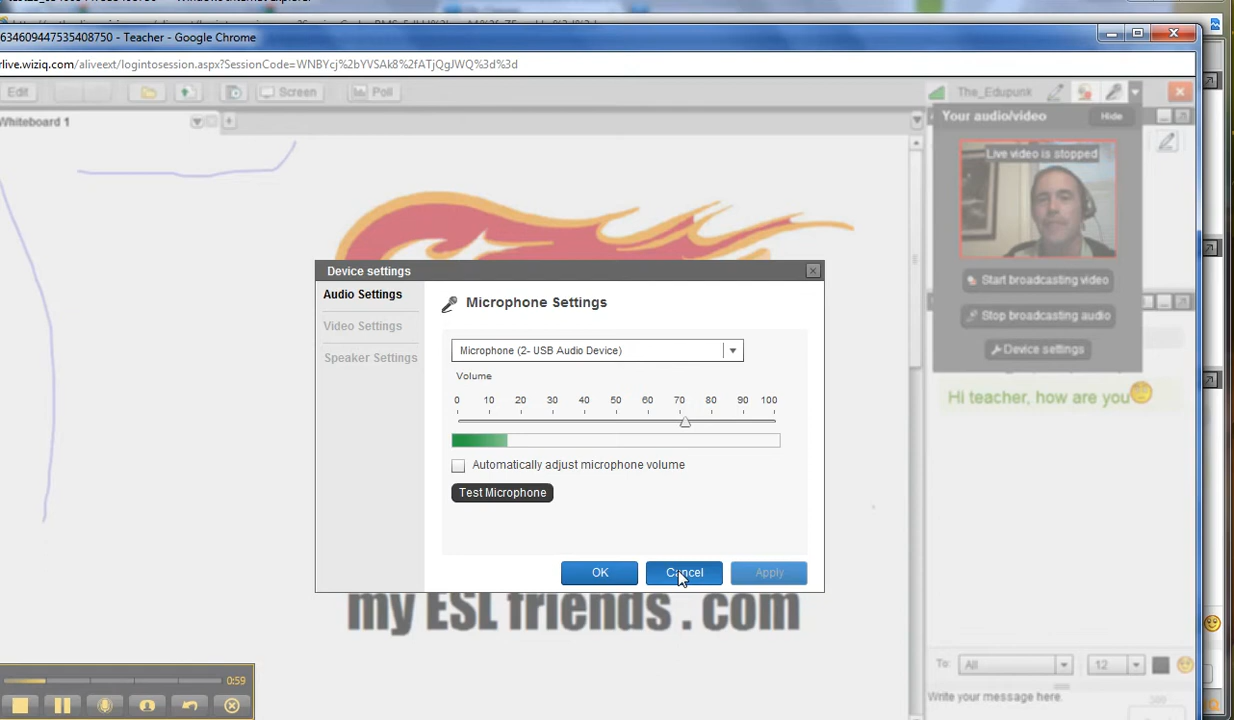 634609447535408750 - Teacher - Google Chrome
rlive.wiziq.com/aliveext/logintosession.aspx?SessionCode=WNBYcj%2bYVSAk8%2fATjQgJWQ%3d%3d
Edit
Screen
Poll
The_Edupunk
Whiteboard 1
Your audio/video
Hide
Live video is stopped
Start broadcasting video
Stop broadcasting audio
Device settings
Hi teacher, how are you
Device settings
Audio Settings
Video Settings
Speaker Settings
Microphone Settings
Microphone (2- USB Audio Device)
Volume
0 10 20 30 40 50 60 70 80 90 100
Automatically adjust microphone volume
Test Microphone
OK
Cancel
Apply
my ESL friends . com
To:
All
12
Write your message here.
300
0:59